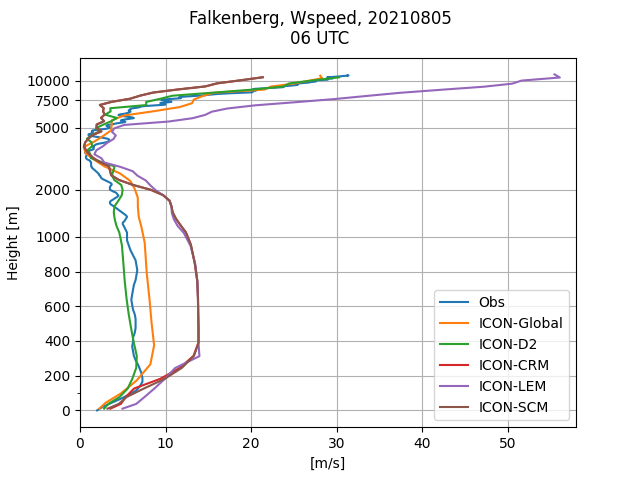 Falkenberg, Wspeed, 20210805
06 UTC
10000
7500
5000
2000
1000
800
600
400
200
0
Height [m]
0 10 20 30 40 50
[m/s]
Obs
ICON-Global
ICON-D2
ICON-CRM
ICON-LEM
ICON-SCM